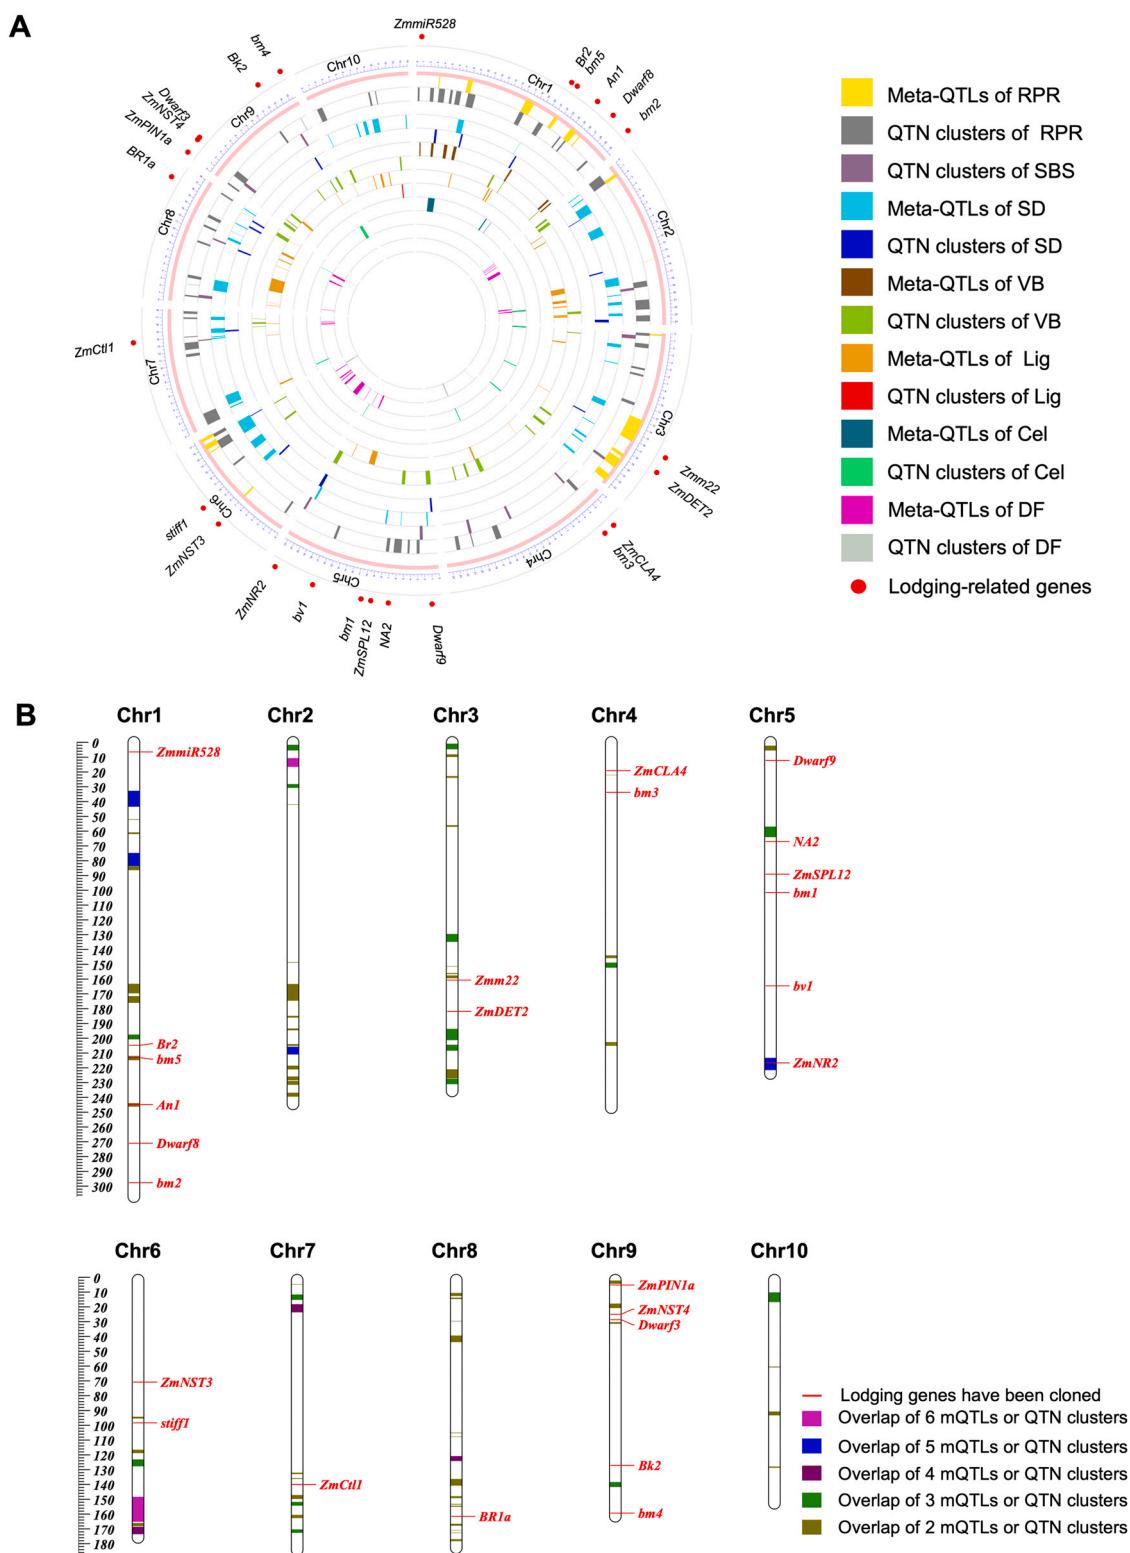 A
ZmmiR528
Br2
bm5
An1
Dwarf8
bm2
bm4
Bk2
Dwarf3
ZmNST4
ZmPIN1a
BR1a
ZmCtl1
stiff1
ZmNST3
ZmNR2
bv1
bm1
ZmSPL12
NA2
Dwarf9
bm3
ZmCLA4
ZmDET2
Zmm22
Chr1
Chr2
Chr3
Chr4
Chr5
Chr6
Chr7
Chr8
Chr9
Chr10
Meta-QTLs of RPR
QTN clusters of RPR
QTN clusters of SBS
Meta-QTLs of SD
QTN clusters of SD
Meta-QTLs of VB
QTN clusters of VB
Meta-QTLs of Lig
QTN clusters of Lig
Meta-QTLs of Cel
QTN clusters of Cel
Meta-QTLs of DF
QTN clusters of DF
Lodging-related genes
B
Chr1 Chr2 Chr3 Chr4 Chr5
0
10
20
30
40
50
60
70
80
90
100
110
120
130
140
150
160
170
180
190
200
210
220
230
240
250
260
270
280
290
300
ZmmiR528
Br2
bm5
An1
Dwarf8
bm2
Zmm22
ZmDET2
ZmCLA4
bm3
Dwarf9
NA2
ZmSPL12
bm1
bv1
ZmNR2
Chr6 Chr7 Chr8 Chr9 Chr10
0
10
20
30
40
50
60
70
80
90
100
110
120
130
140
150
160
170
180
ZmNST3
stiff1
ZmCtl1
BR1a
ZmPIN1a
ZmNST4
Dwarf3
Bk2
bm4
Lodging genes have been cloned
Overlap of 6 mQTLs or QTN clusters
Overlap of 5 mQTLs or QTN clusters
Overlap of 4 mQTLs or QTN clusters
Overlap of 3 mQTLs or QTN clusters
Overlap of 2 mQTLs or QTN clusters